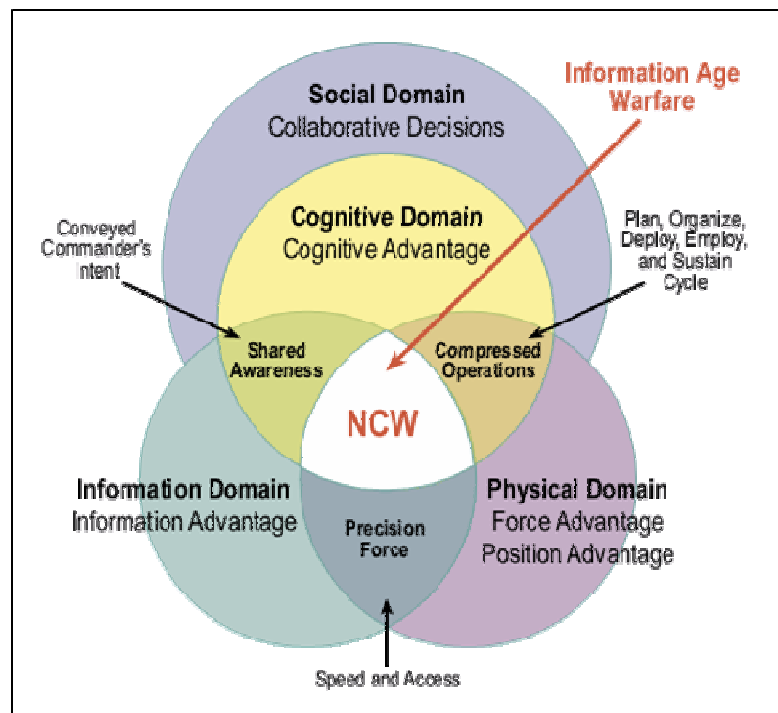 Information Age
Warfare
Social Domain
Collaborative Decisions
Conveyed
Commander's
Intent
Cognitive Domain
Cognitive Advantage
Plan, Organize,
Deploy, Employ,
and Sustain
Cycle
Shared
Awareness
Compressed
Operations
NCW
Information Domain
Information Advantage
Precision
Force
Physical Domain
Force Advantage
Position Advantage
Speed and Access